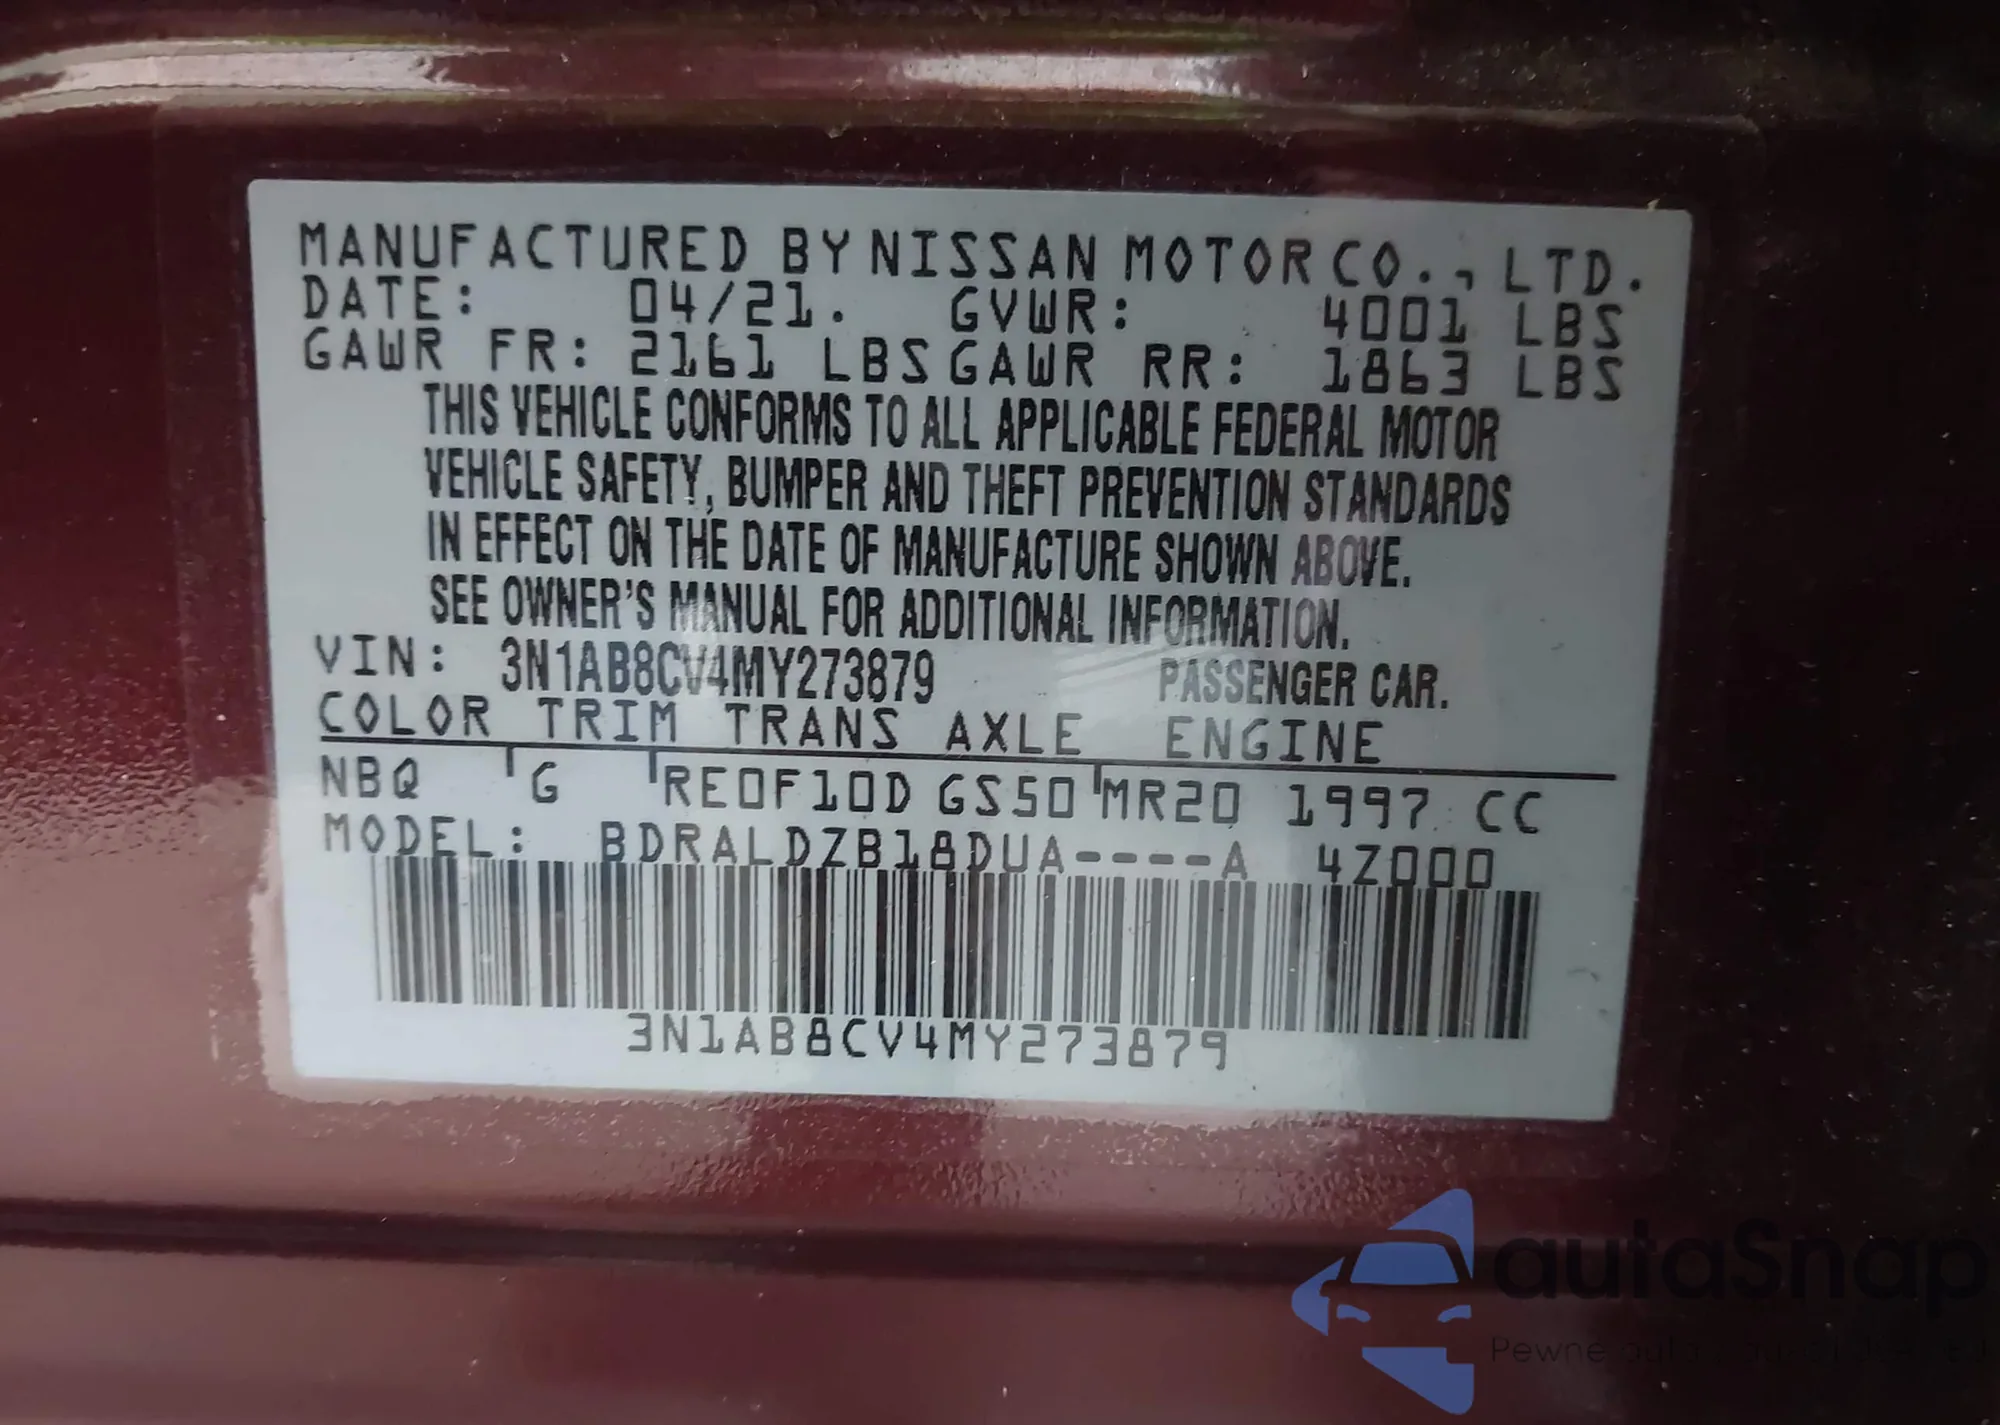 MANUFACTURED BY NISSAN MOTOR CO., LTD.
DATE: 04/21. GVWR: 4001 LBS
GAWR FR: 2161 LBS GAWR RR: 1863 LBS
THIS VEHICLE CONFORMS TO ALL APPLICABLE FEDERAL MOTOR
VEHICLE SAFETY, BUMPER AND THEFT PREVENTION STANDARDS
IN EFFECT ON THE DATE OF MANUFACTURE SHOWN ABOVE.
SEE OWNER'S MANUAL FOR ADDITIONAL INFORMATION.
VIN: 3N1AB8CV4MY273879 PASSENGER CAR.
COLOR TRIM TRANS AXLE ENGINE
NBQ G RE0F10D GS50 MR20 1997 CC
MODEL: BDRALDZB18DUA----A 4Z000
3N1AB8CV4MY273879
autaSnap
Pewne auta z